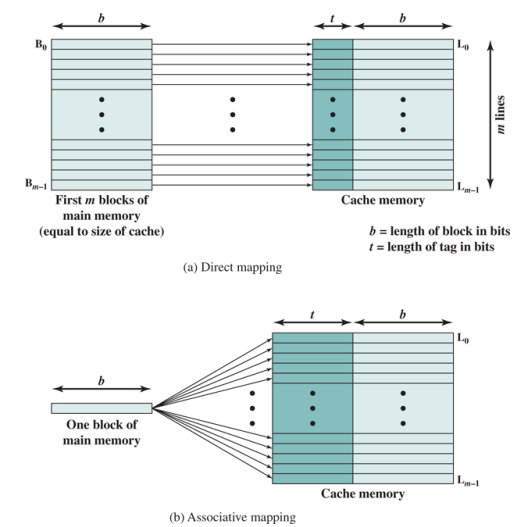 b
t
b
B0
L0
m lines
Bm–1
Lm–1
First m blocks of
main memory
(equal to size of cache)
Cache memory
b = length of block in bits
t = length of tag in bits
(a) Direct mapping
t
b
L0
b
One block of
main memory
Lm–1
Cache memory
(b) Associative mapping